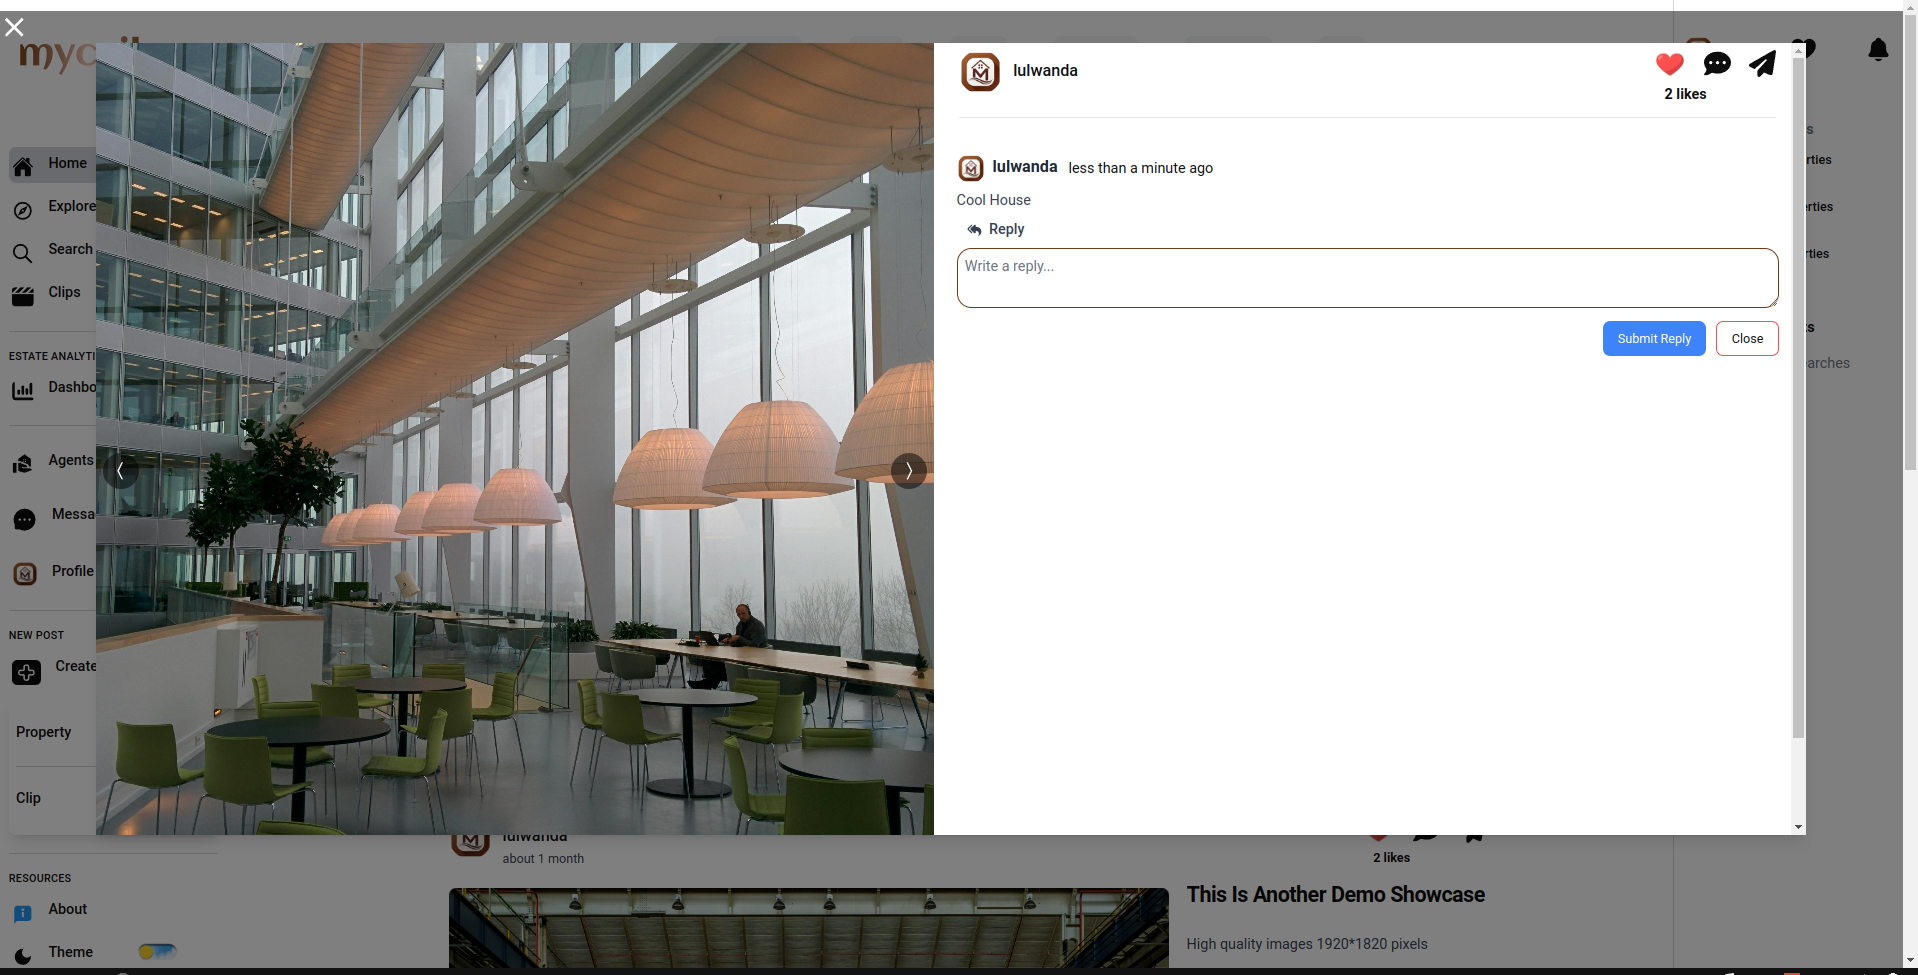 lulwanda
2 likes
lulwanda less than a minute ago
Cool House
Reply
Write a reply...
Submit Reply
Close
myc
Home
Explore
Search
Clips
ESTATE ANALYTI
Dashbo
Agents
Messa
Profile
NEW POST
Create
Property
Clip
RESOURCES
About
Theme
lulwanda
about 1 month
2 likes
This Is Another Demo Showcase
High quality images 1920*1820 pixels
s
rties
erties
rties
s
arches